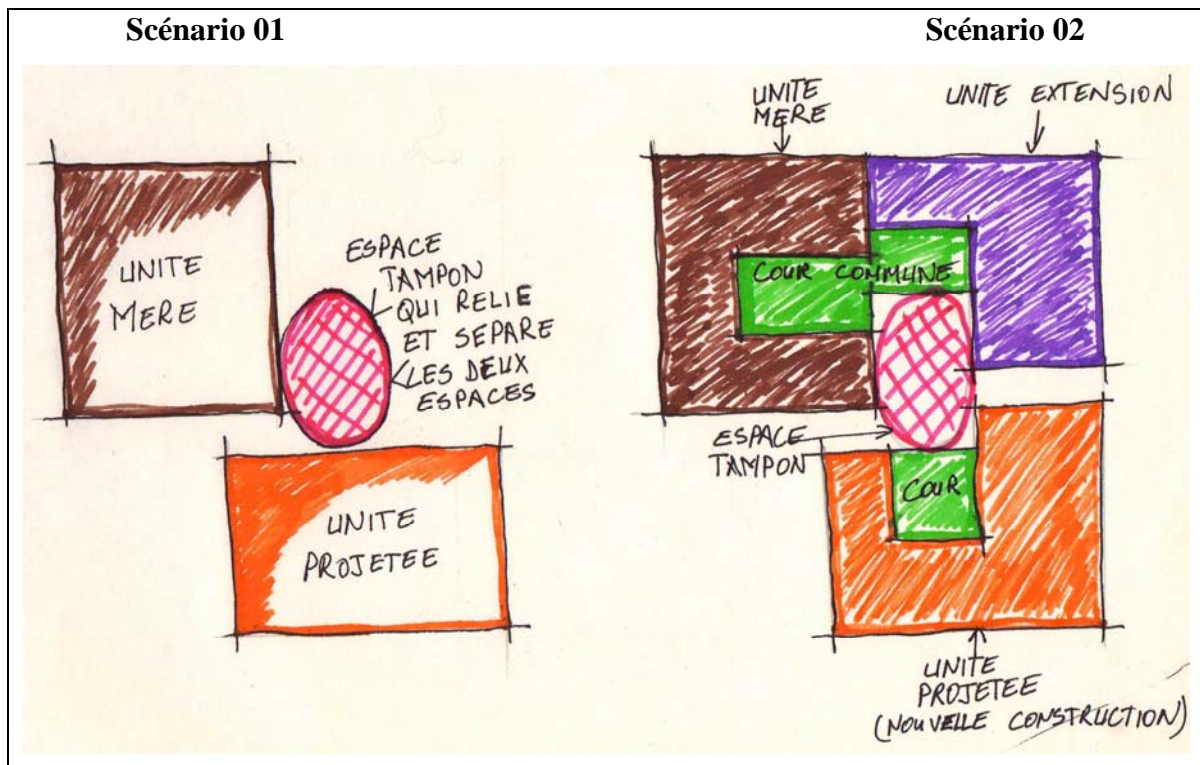 Scénario 01
Scénario 02
UNITE
MERE
ESPACE
TAMPON
QUI RELIE
ET SEPARE
LES DEUX
ESPACES
UNITE
PROJETEE
UNITE
MERE
UNITE EXTENSION
COUR COMMUNE
ESPACE
TAMPON
COUR
UNITE
PROJETEE
(NOUVELLE CONSTRUCTION)